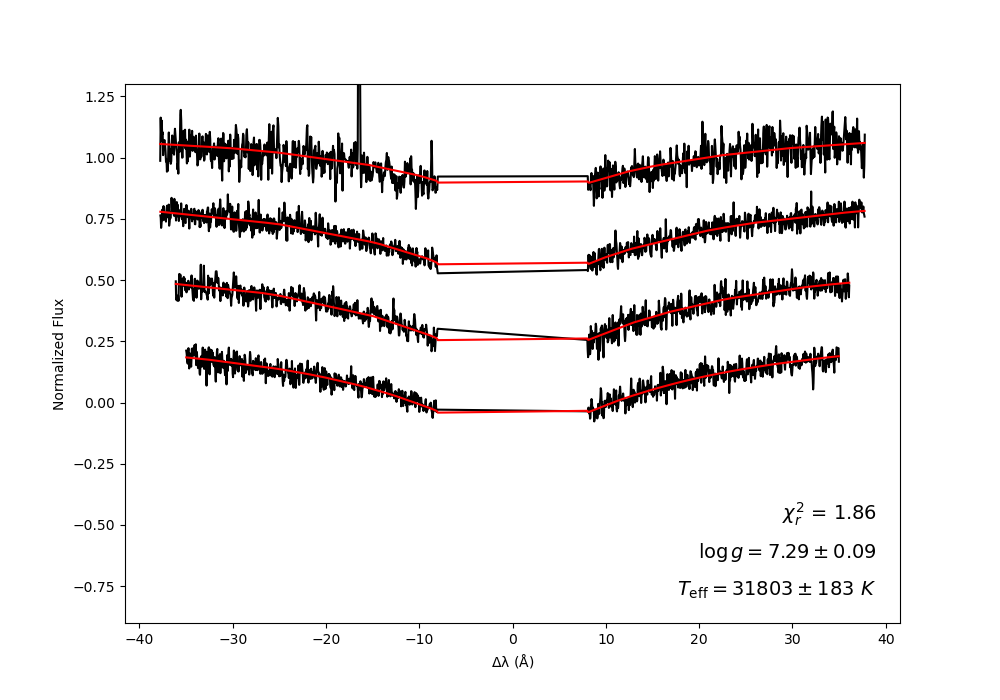 1.25
1.00
0.75
0.50
0.25
0.00
−0.25
−0.50
−0.75
Normalized Flux
χ²ᵣ = 1.86
log g = 7.29 ± 0.09
T_eff = 31803 ± 183 K
−40 −30 −20 −10 0 10 20 30 40
Δλ (Å)